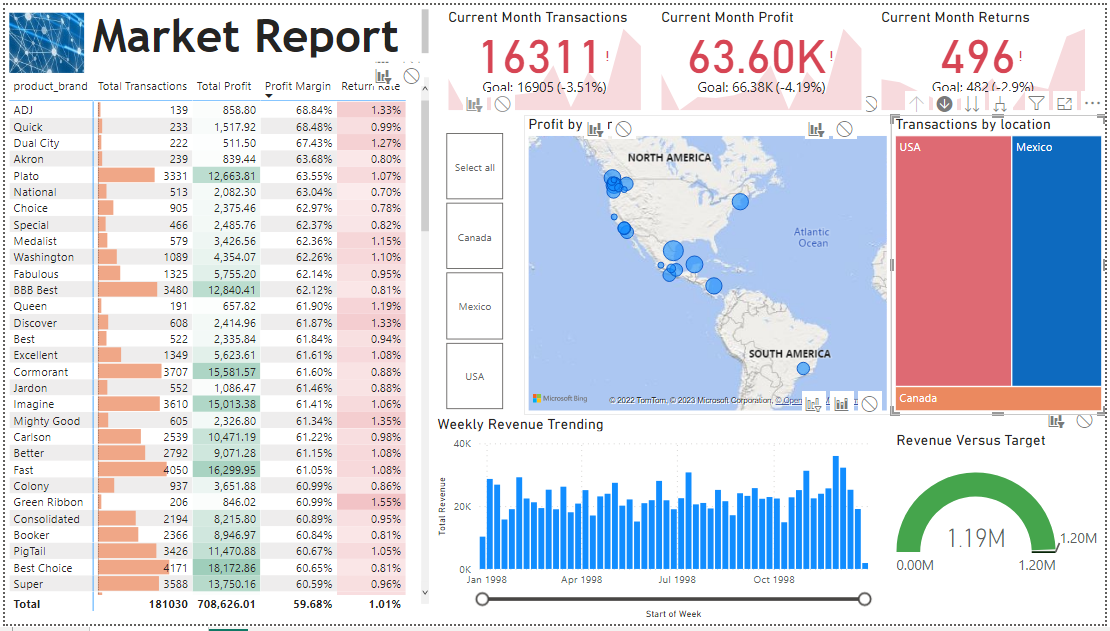 Market Report
Current Month Transactions
16311!
Goal: 16905 (-3.51%)
Current Month Profit
63.60K!
Goal: 66.38K (-4.19%)
Current Month Returns
496!
Goal: 482 (-2.9%)
product_brand Total Transactions Total Profit Profit Margin Return Rate
ADJ 139 858.80 68.84% 1.33%
Quick 233 1,517.92 68.48% 0.99%
Dual City 222 511.50 67.43% 1.27%
Akron 239 839.44 63.68% 0.80%
Plato 3331 12,663.81 63.55% 1.07%
National 513 2,082.30 63.04% 0.70%
Choice 905 2,375.46 62.97% 0.78%
Special 466 2,485.76 62.37% 0.82%
Medalist 579 3,426.56 62.36% 1.15%
Washington 1089 4,354.07 62.26% 1.10%
Fabulous 1325 5,755.20 62.14% 0.95%
BBB Best 3480 12,840.41 62.12% 0.81%
Queen 191 657.82 61.90% 1.19%
Discover 608 2,414.96 61.87% 1.33%
Best 522 2,335.84 61.84% 0.94%
Excellent 1349 5,623.61 61.61% 1.08%
Cormorant 3707 15,581.57 61.60% 0.88%
Jardon 552 1,086.47 61.46% 0.88%
Imagine 3610 15,013.38 61.41% 1.06%
Mighty Good 605 2,326.80 61.34% 1.35%
Carlson 2539 10,471.19 61.22% 0.98%
Better 2792 9,071.28 61.15% 1.08%
Fast 4050 16,299.95 61.05% 1.08%
Colony 937 3,651.88 60.99% 0.86%
Green Ribbon 206 846.02 60.99% 1.55%
Consolidated 2194 8,215.80 60.89% 0.95%
Booker 2366 8,946.97 60.84% 0.81%
PigTail 3426 11,470.88 60.67% 1.05%
Best Choice 4171 18,172.86 60.65% 0.81%
Super 3588 13,750.16 60.59% 0.96%
Total 181030 708,626.01 59.68% 1.01%
Select all
Canada
Mexico
USA
Profit by r
NORTH AMERICA
Atlantic
Ocean
SOUTH AMERICA
Microsoft Bing
© 2022 TomTom, © 2023 Microsoft Corporation, © Open
Transactions by location
USA
Mexico
Canada
Weekly Revenue Trending
Total Revenue
40K
20K
0K
Jan 1998 Apr 1998 Jul 1998 Oct 1998
Start of Week
Revenue Versus Target
1.19M
1.20M
0.00M 1.20M